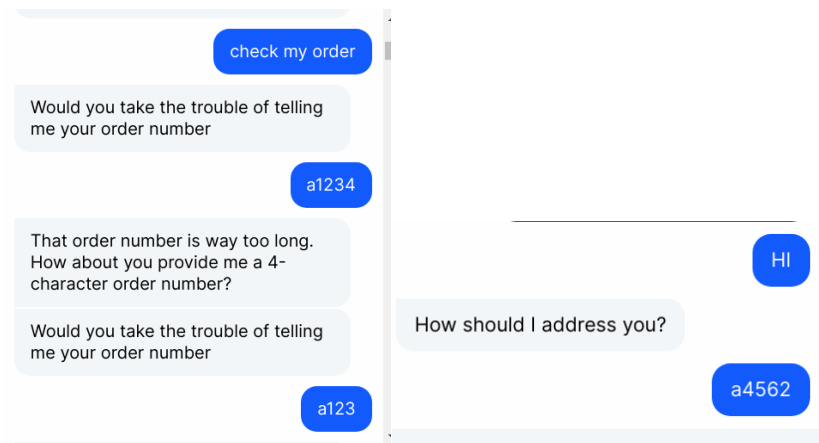 check my order
Would you take the trouble of telling
me your order number
a1234
That order number is way too long.
How about you provide me a 4-
character order number?
Would you take the trouble of telling
me your order number
a123
HI
How should I address you?
a4562